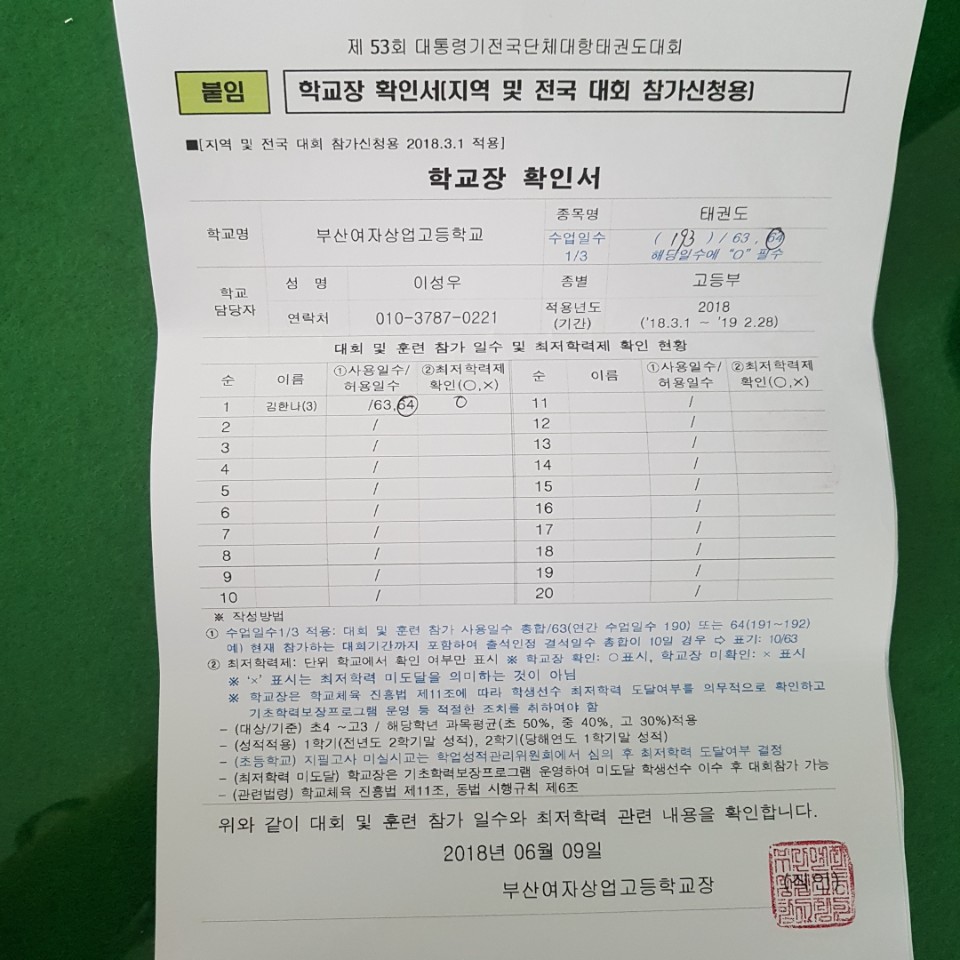 제 53회 대통령기전국단체대항태권도대회
붙임 학교장 확인서[지역 및 전국 대회 참가신청용]
■[지역 및 전국 대회 참가신청용 2018.3.1 적용]
학교장 확인서
학교명 부산여자상업고등학교 종목명 태권도
수업일수 1/3 ( 193 ) / 63 , 64
해당일수에 "O" 필수
학교 담당자 성 명 이성우 종별 고등부
연락처 010-3787-0221 적용년도 (기간) 2018
('18.3.1 ~ '19 2.28)
대회 및 훈련 참가 일수 및 최저학력제 확인 현황
순 이름 ①사용일수/허용일수 ②최저학력제 확인(○,×) 순 이름 ①사용일수/허용일수 ②최저학력제 확인(○,×)
1 김한나(3) /63,64 O 11 /
2 / 12 /
3 / 13 /
4 / 14 /
5 / 15 /
6 / 16 /
7 / 17 /
8 / 18 /
9 / 19 /
10 / 20 /
※ 작성방법
① 수업일수1/3 적용: 대회 및 훈련 참가 사용일수 총합/63(연간 수업일수 190) 또는 64(191~192)
예) 현재 참가하는 대회기간까지 포함하여 출석인정 결석일수 총합이 10일 경우 ⇨ 표기: 10/63
② 최저학력제: 단위 학교에서 확인 여부만 표시 ※ 학교장 확인: ○표시, 학교장 미확인: × 표시
※ '×' 표시는 최저학력 미도달을 의미하는 것이 아님
※ 학교장은 학교체육 진흥법 제11조에 따라 학생선수 최저학력 도달여부를 의무적으로 확인하고
기초학력보장프로그램 운영 등 적절한 조치를 취하여야 함
- (대상/기준) 초4 ~고3 / 해당학년 과목평균(초 50%, 중 40%, 고 30%)적용
- (성적적용) 1학기(전년도 2학기말 성적), 2학기(당해연도 1학기말 성적)
- (초등학교) 지필고사 미실시교는 학업성적관리위원회에서 심의 후 최저학력 도달여부 결정
- (최저학력 미도달) 학교장은 기초학력보장프로그램 운영하여 미도달 학생선수 이수 후 대회참가 가능
- (관련법령) 학교체육 진흥법 제11조, 동법 시행규칙 제6조
위와 같이 대회 및 훈련 참가 일수와 최저학력 관련 내용을 확인합니다.
2018년 06월 09일
부산여자상업고등학교장 (직인)